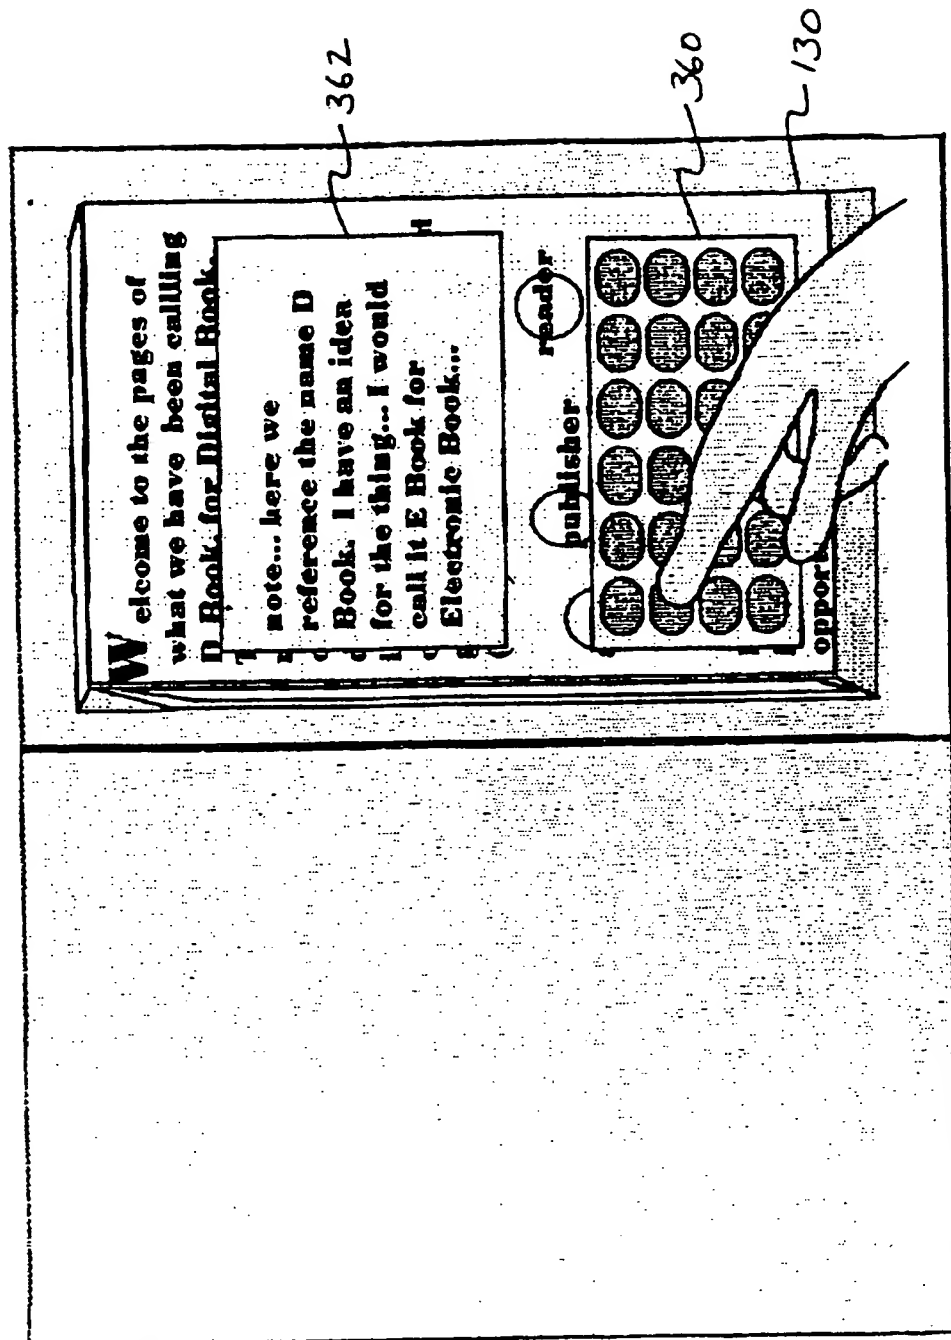 Welcome to the pages of
what we have been callling
D Book, for Digital Book.
note... here we
reference the name D
Book. I have an idea
for the thing... I would
call it E Book for
Electronic Book...
publisher
reader
opport
362
360
130